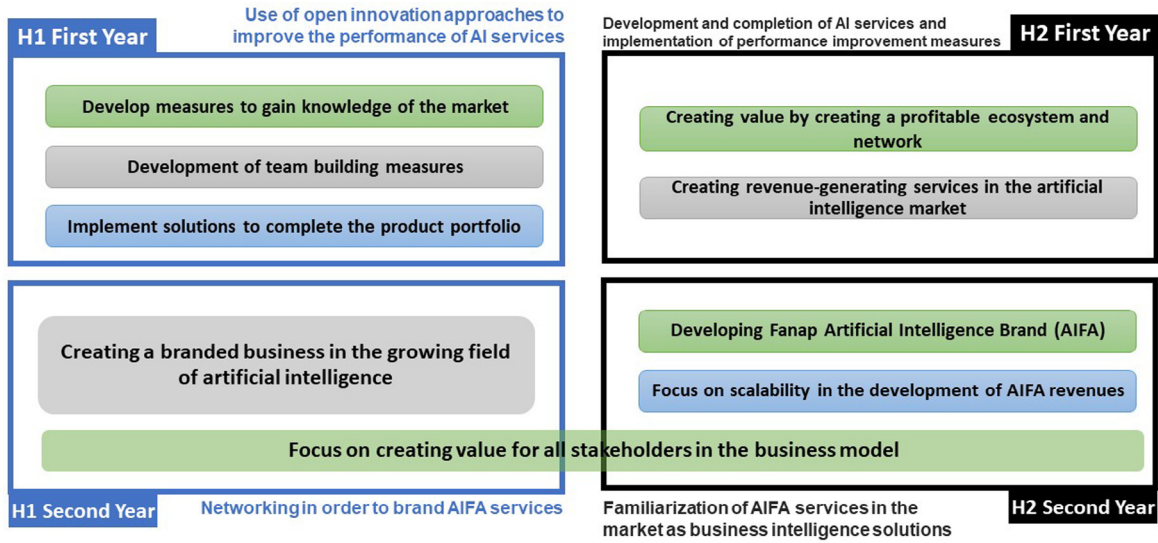 H1 First Year
Use of open innovation approaches to
improve the performance of AI services
Develop measures to gain knowledge of the market
Development of team building measures
Implement solutions to complete the product portfolio
Development and completion of AI services and
implementation of performance improvement measures
H2 First Year
Creating value by creating a profitable ecosystem and
network
Creating revenue-generating services in the artificial
intelligence market
Creating a branded business in the growing field
of artificial intelligence
Developing Fanap Artificial Intelligence Brand (AIFA)
Focus on scalability in the development of AIFA revenues
Focus on creating value for all stakeholders in the business model
H1 Second Year
Networking in order to brand AIFA services
Familiarization of AIFA services in the
market as business intelligence solutions
H2 Second Year